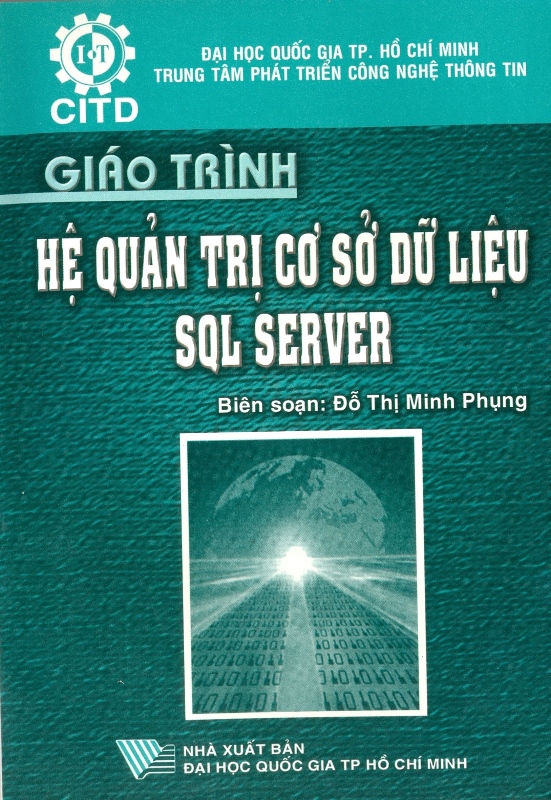 I T
CITD
ĐẠI HỌC QUỐC GIA TP. HỒ CHÍ MINH
TRUNG TÂM PHÁT TRIỂN CÔNG NGHỆ THÔNG TIN
GIÁO TRÌNH
HỆ QUẢN TRỊ CƠ SỞ DỮ LIỆU
SQL SERVER
Biên soạn: Đỗ Thị Minh Phụng
NHÀ XUẤT BẢN
ĐẠI HỌC QUỐC GIA TP HỒ CHÍ MINH